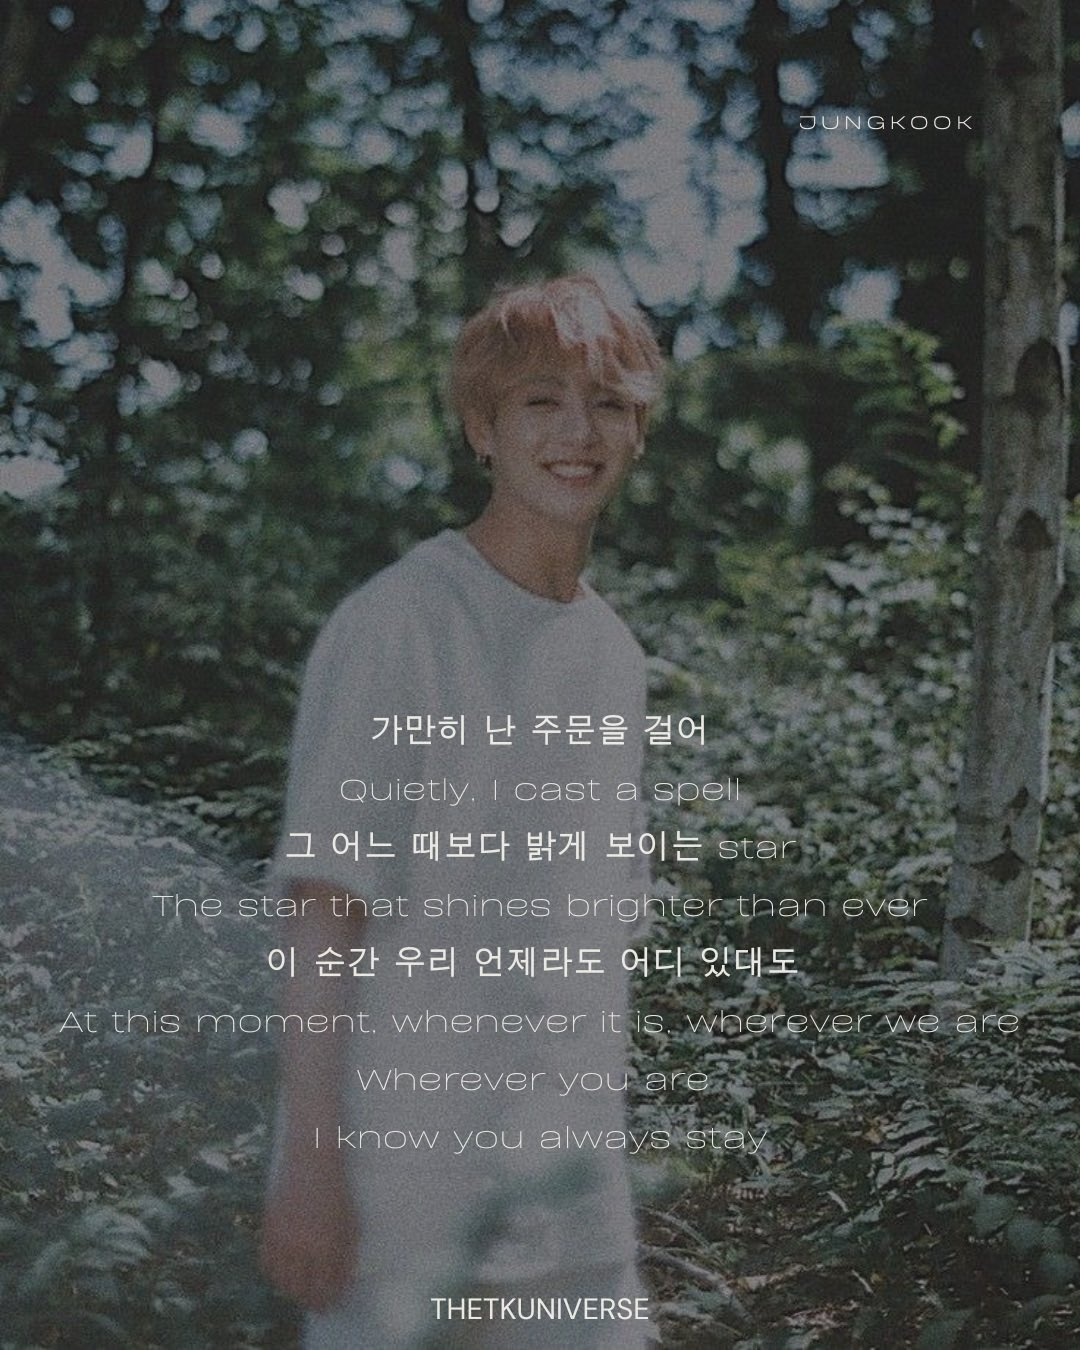 JUNGKOOK
가만히 난 주문을 걸어
Quietly, I cast a spell
그 어느 때보다 밝게 보이는 star
The star that shines brighter than ever
이 순간 우리 언제라도 어디 있대도
At this moment, whenever it is, wherever we are
Wherever you are
I know you always stay
THETKUNIVERSE